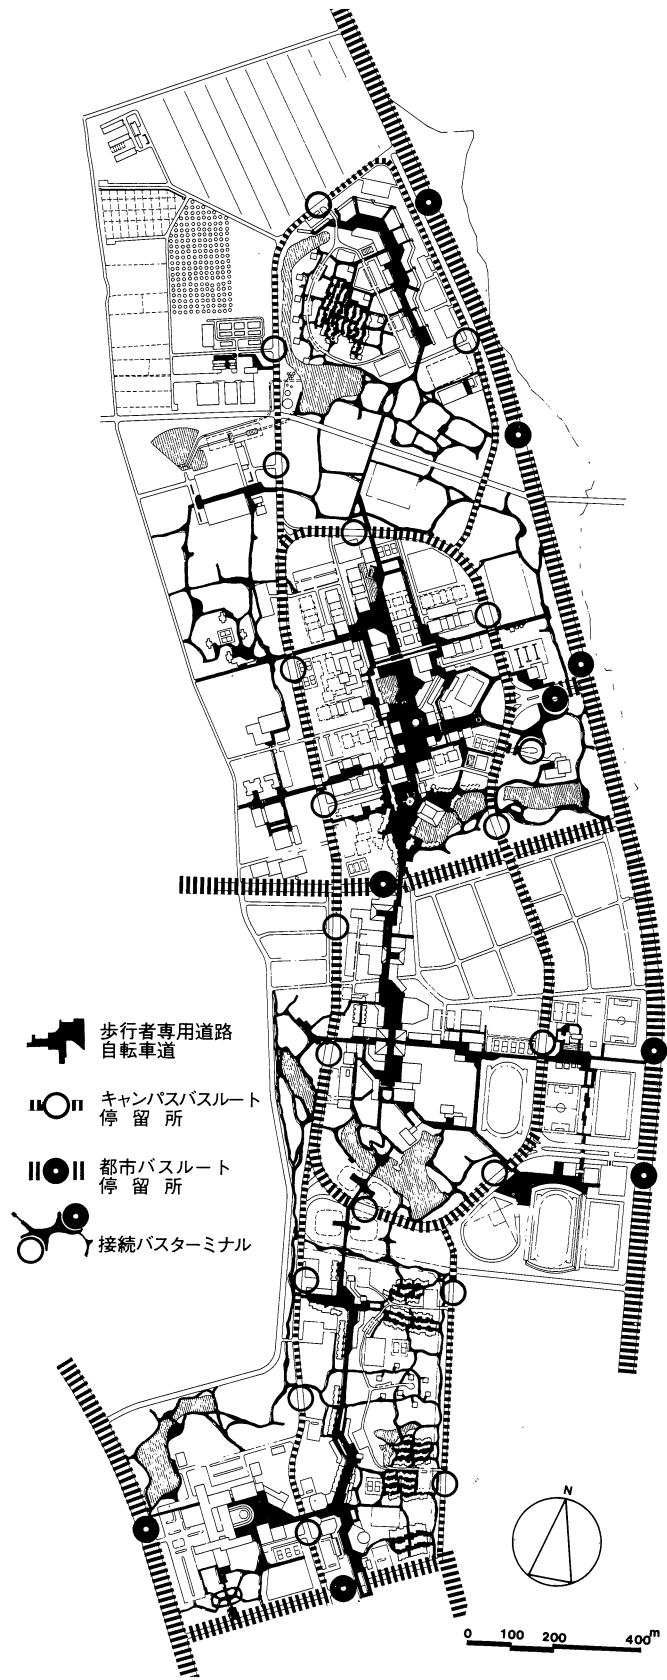 歩行者専用道路
自転車道
キャンパスバスルート
停留所
都市バスルート
停留所
接続バスターミナル
N
0 100 200 400m